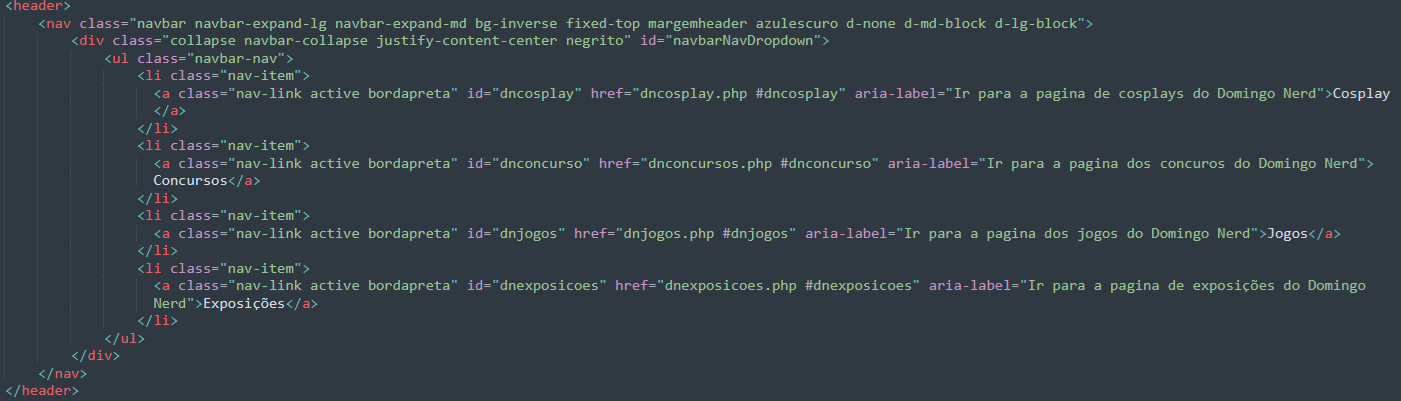 <header>
<nav class="navbar navbar-expand-lg navbar-expand-md bg-inverse fixed-top margemheader azulescuro d-none d-md-block d-lg-block">
<div class="collapse navbar-collapse justify-content-center negrito" id="navbarNavDropdown">
<ul class="navbar-nav">
<li class="nav-item">
<a class="nav-link active bordapreta" id="dncosplay" href="dncosplay.php #dncosplay" aria-label="Ir para a pagina de cosplays do Domingo Nerd">Cosplay
</a>
</li>
<li class="nav-item">
<a class="nav-link active bordapreta" id="dnconcurso" href="dnconcursos.php #dnconcurso" aria-label="Ir para a pagina dos concuros do Domingo Nerd">
Concursos</a>
</li>
<li class="nav-item">
<a class="nav-link active bordapreta" id="dnjogos" href="dnjogos.php #dnjogos" aria-label="Ir para a pagina dos jogos do Domingo Nerd">Jogos</a>
</li>
<li class="nav-item">
<a class="nav-link active bordapreta" id="dnexposicoes" href="dnexposicoes.php #dnexposicoes" aria-label="Ir para a pagina de exposições do Domingo
Nerd">Exposições</a>
</li>
</ul>
</div>
</nav>
</header>